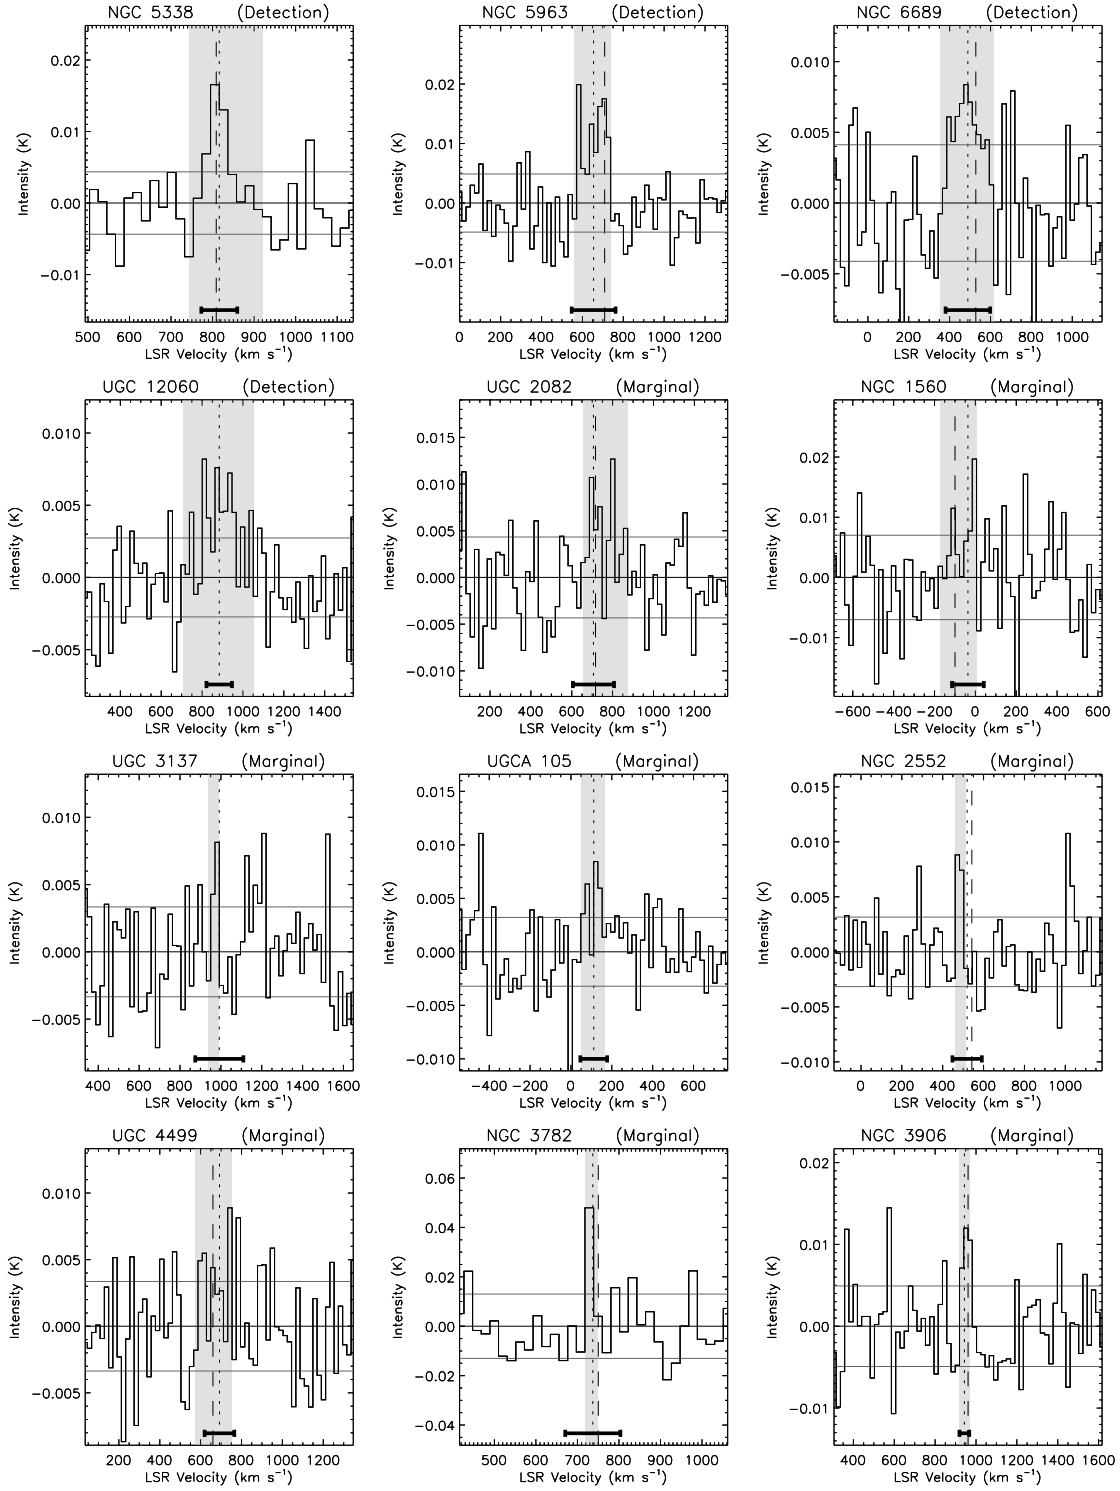 NGC 5338 (Detection)
Intensity (K)
0.02
0.01
0.00
−0.01
500 600 700 800 900 1000 1100
LSR Velocity (km s⁻¹)
NGC 5963 (Detection)
Intensity (K)
0.02
0.01
0.00
−0.01
0 200 400 600 800 1000 1200
LSR Velocity (km s⁻¹)
NGC 6689 (Detection)
Intensity (K)
0.010
0.005
0.000
−0.005
0 200 400 600 800 1000
LSR Velocity (km s⁻¹)
UGC 12060 (Detection)
Intensity (K)
0.010
0.005
0.000
−0.005
400 600 800 1000 1200 1400
LSR Velocity (km s⁻¹)
UGC 2082 (Marginal)
Intensity (K)
0.015
0.010
0.005
0.000
−0.005
−0.010
200 400 600 800 1000 1200
LSR Velocity (km s⁻¹)
NGC 1560 (Marginal)
Intensity (K)
0.02
0.01
0.00
−0.01
−600 −400 −200 0 200 400 600
LSR Velocity (km s⁻¹)
UGC 3137 (Marginal)
Intensity (K)
0.010
0.005
0.000
−0.005
400 600 800 1000 1200 1400 1600
LSR Velocity (km s⁻¹)
UGCA 105 (Marginal)
Intensity (K)
0.015
0.010
0.005
0.000
−0.005
−0.010
−400 −200 0 200 400 600
LSR Velocity (km s⁻¹)
NGC 2552 (Marginal)
Intensity (K)
0.015
0.010
0.005
0.000
−0.005
−0.010
0 200 400 600 800 1000
LSR Velocity (km s⁻¹)
UGC 4499 (Marginal)
Intensity (K)
0.010
0.005
0.000
−0.005
200 400 600 800 1000 1200
LSR Velocity (km s⁻¹)
NGC 3782 (Marginal)
Intensity (K)
0.06
0.04
0.02
0.00
−0.02
−0.04
500 600 700 800 900 1000
LSR Velocity (km s⁻¹)
NGC 3906 (Marginal)
Intensity (K)
0.02
0.01
0.00
−0.01
400 600 800 1000 1200 1400 1600
LSR Velocity (km s⁻¹)